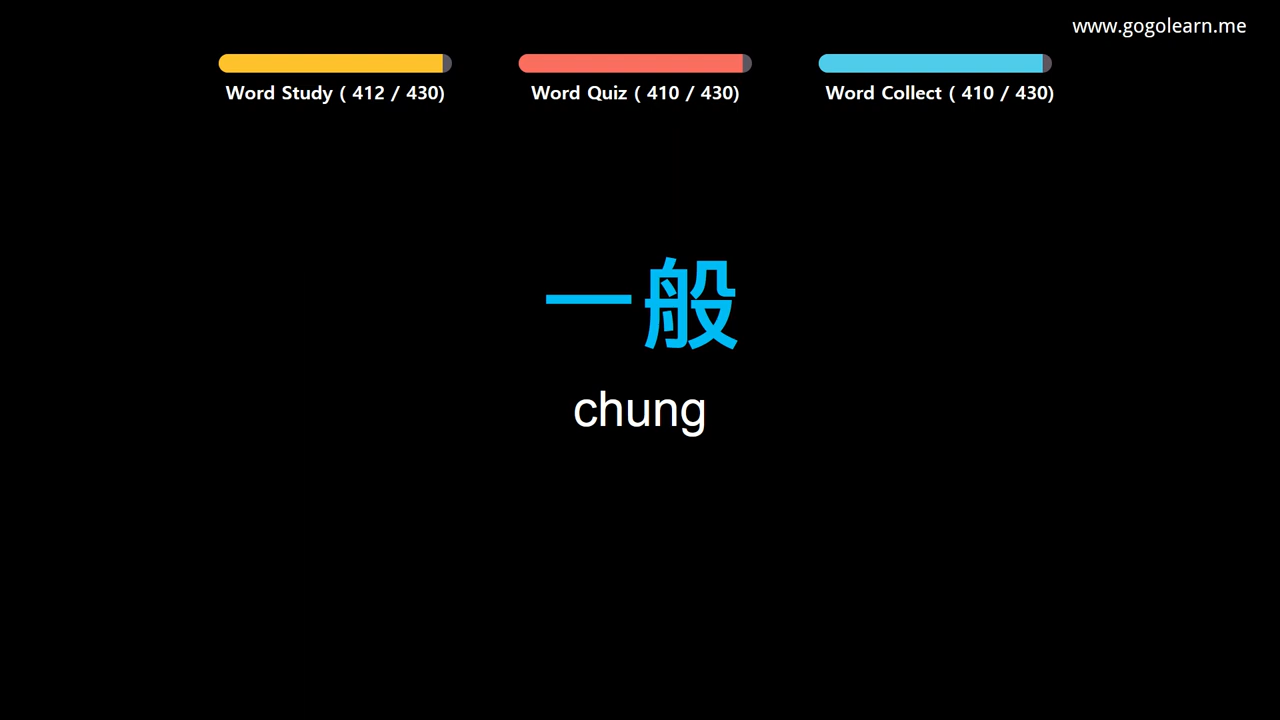 www.gogolearn.me
Word Study ( 412 / 430)
Word Quiz ( 410 / 430)
Word Collect ( 410 / 430)
一般
chung